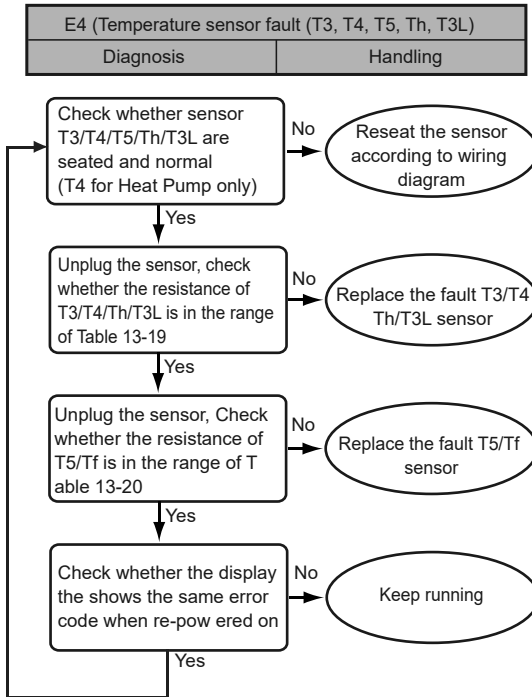 E4 (Temperature sensor fault (T3, T4, T5, Th, T3L)
Diagnosis
Handling
Check whether sensor
T3/T4/T5/Th/T3L are
seated and normal
(T4 for Heat Pump only)
No
Reseat the sensor
according to wiring
diagram
Yes
Unplug the sensor, check
whether the resistance of
T3/T4/Th/T3L is in the range
of Table 13-19
No
Replace the fault T3/T4
Th/T3L sensor
Yes
Unplug the sensor, Check
whether the resistance of
T5/Tf is in the range of T
able 13-20
No
Replace the fault T5/Tf
sensor
Yes
Check whether the display
the shows the same error
code when re-pow ered on
No
Keep running
Yes